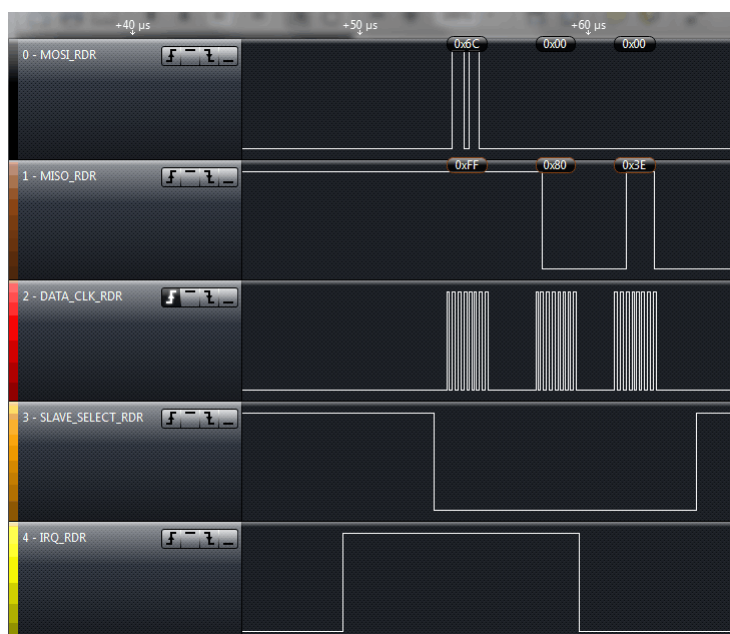 +40 µs +50 µs +60 µs
0 - MOSI_RDR 0x6C 0x00 0x00
1 - MISO_RDR 0xFF 0x80 0x3E
2 - DATA_CLK_RDR
3 - SLAVE_SELECT_RDR
4 - IRQ_RDR